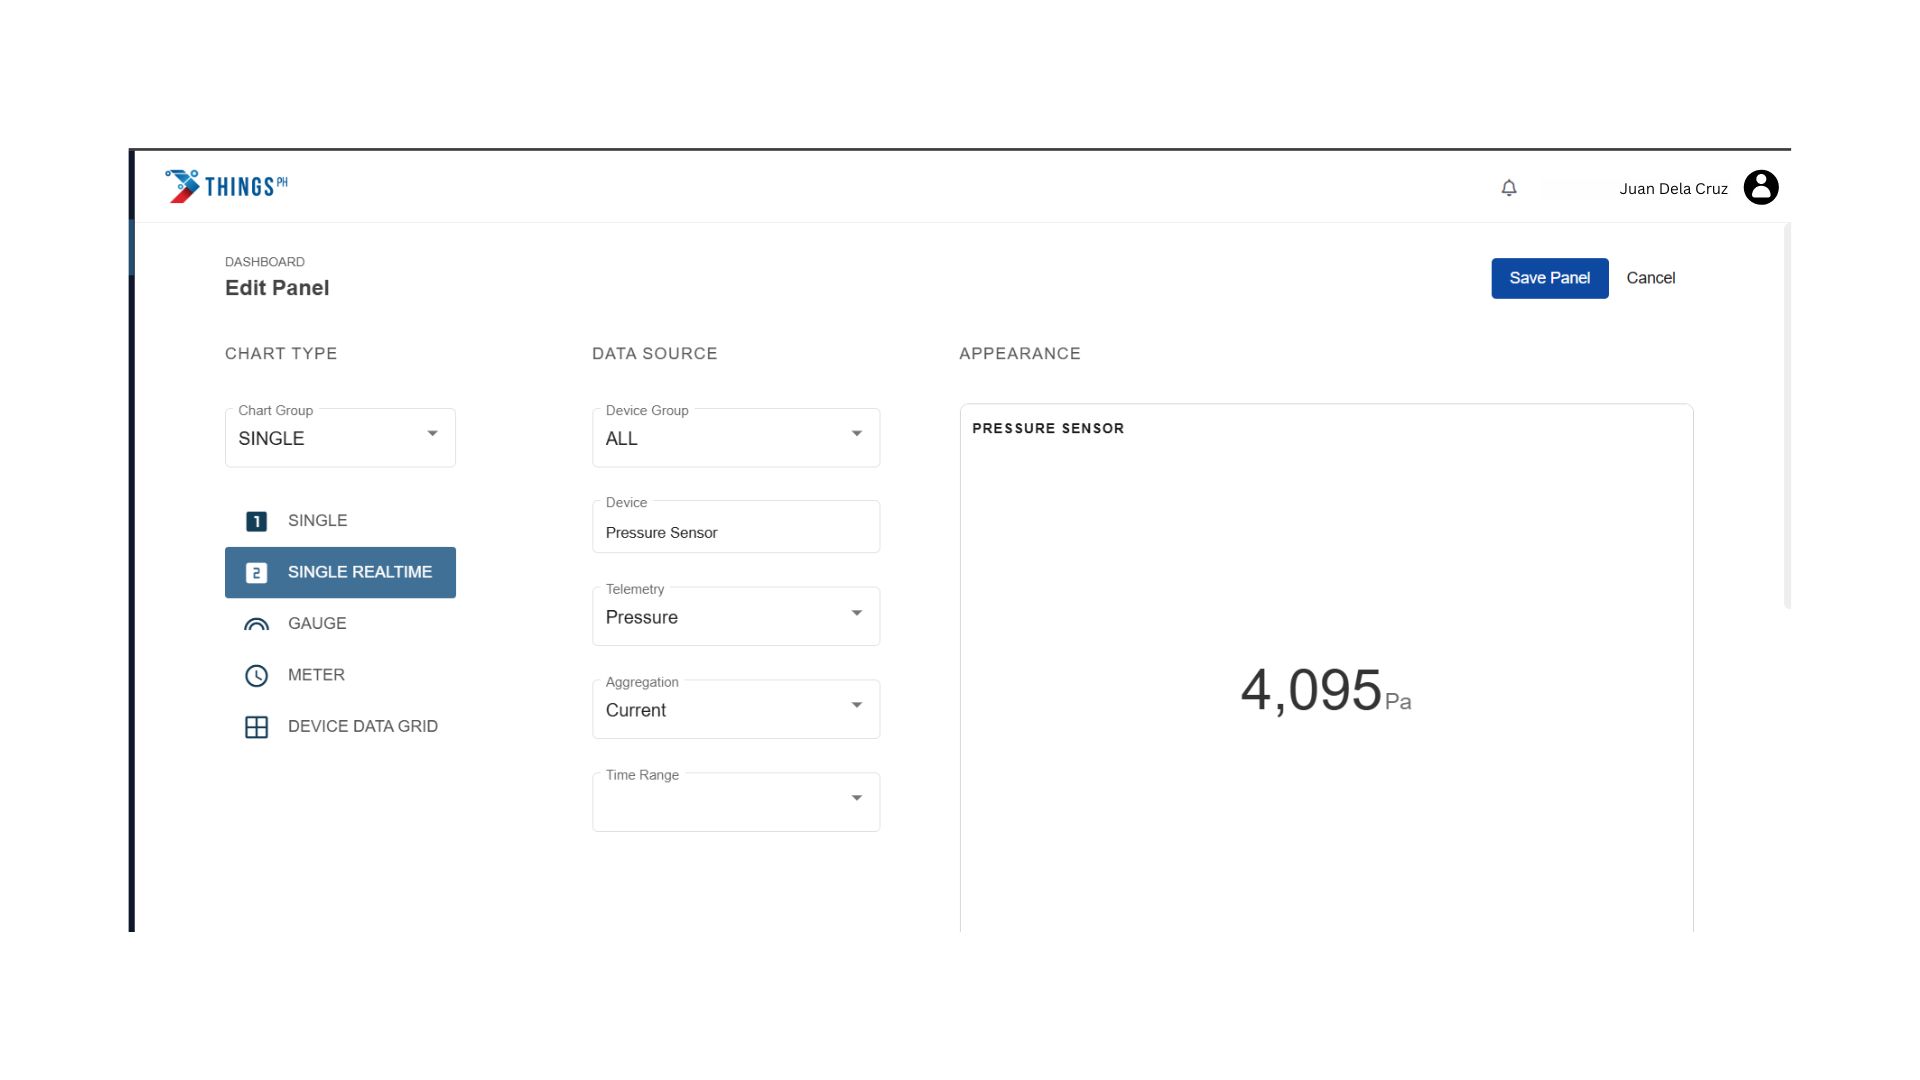 THINGS PH
Juan Dela Cruz
DASHBOARD
Edit Panel
Save Panel
Cancel
CHART TYPE
Chart Group
SINGLE
1 SINGLE
2 SINGLE REALTIME
GAUGE
METER
DEVICE DATA GRID
DATA SOURCE
Device Group
ALL
Device
Pressure Sensor
Telemetry
Pressure
Aggregation
Current
Time Range
APPEARANCE
PRESSURE SENSOR
4,095 Pa